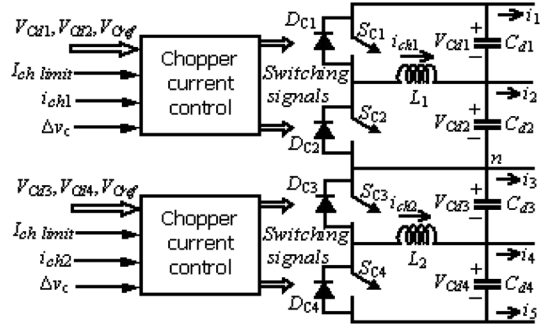 V_Cd1, V_Cd2, V_Cref
I_ch limit
i_ch1
Δv_c
Chopper
current
control
Switching
signals
D_C1
S_C1
i_ch1
L_1
D_C2
S_C2
V_Cd1
+
−
C_d1
V_Cd2
+
−
C_d2
i_1
i_2
n
V_Cd3, V_Cd4, V_Cref
I_ch limit
i_ch2
Δv_c
Chopper
current
control
Switching
signals
D_C3
S_C3
i_ch2
L_2
D_C4
S_C4
V_Cd3
+
−
C_d3
V_Cd4
+
−
C_d4
i_3
i_4
i_5